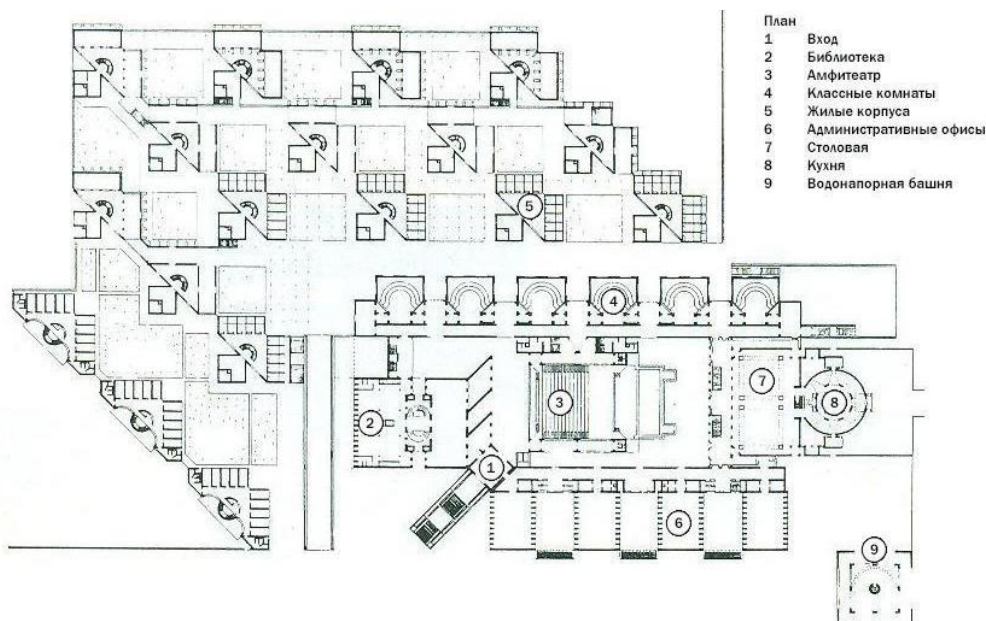 План
1 Вход
2 Библиотека
3 Амфитеатр
4 Классные комнаты
5 Жилые корпуса
6 Административные офисы
7 Столовая
8 Кухня
9 Водонапорная башня
5
4
7
3
8
2
1
6
9